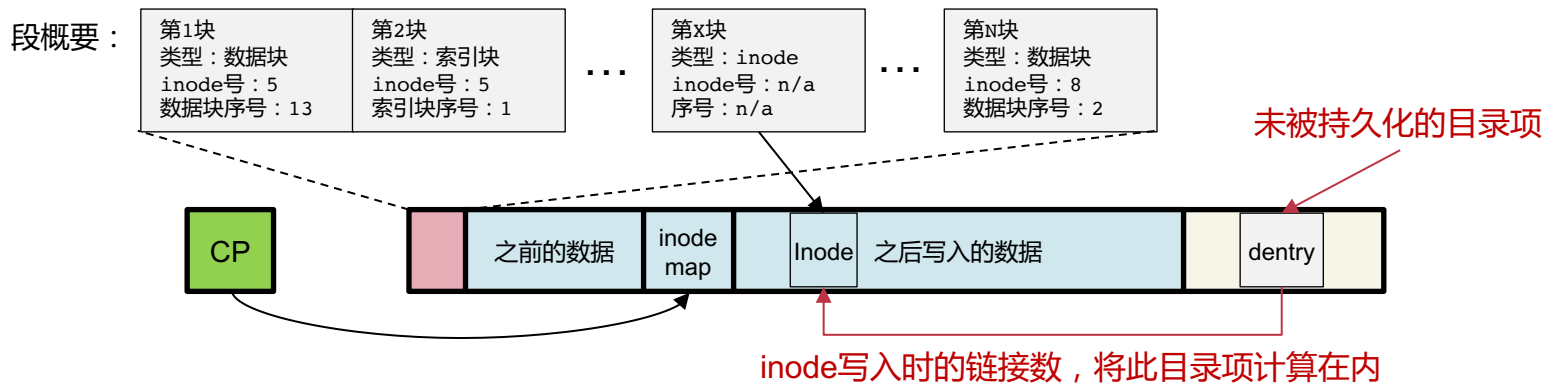 段概要：
第1块
类型：数据块
inode号：5
数据块序号：13
第2块
类型：索引块
inode号：5
索引块序号：1
...
第X块
类型：inode
inode号：n/a
序号：n/a
...
第N块
类型：数据块
inode号：8
数据块序号：2
未被持久化的目录项
CP
之前的数据
inode
map
Inode
之后写入的数据
dentry
inode写入时的链接数，将此目录项计算在内